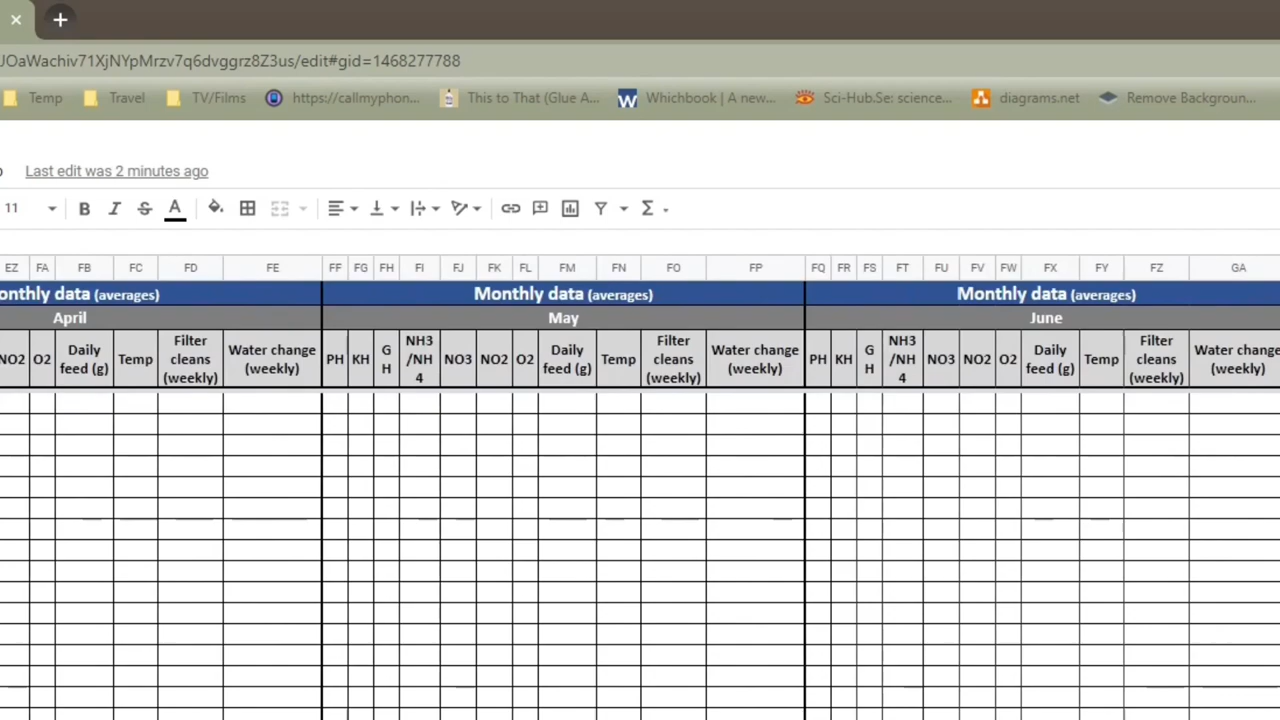 JOaWachiv71XjNYpMrzv7q6dvggrz8Z3us/edit#gid=1468277788
Temp Travel TV/Films https://callmyphon... This to That (Glue A... Whichbook | A new... Sci-Hub.Se: science... diagrams.net Remove Backgroun...
Last edit was 2 minutes ago
11 B I S A Σ
EZ FA FB FC FD FE FF FG FH FI FJ FK FL FM FN FO FP FQ FR FS FT FU FV FW FX FY FZ GA
onthly data (averages) Monthly data (averages) Monthly data (averages)
April May June
NO2 O2 Daily feed (g) Temp Filter cleans (weekly) Water change (weekly) PH KH G H NH3 /NH 4 NO3 NO2 O2 Daily feed (g) Temp Filter cleans (weekly) Water change (weekly) PH KH G H NH3 /NH 4 NO3 NO2 O2 Daily feed (g) Temp Filter cleans (weekly) Water change (weekly)